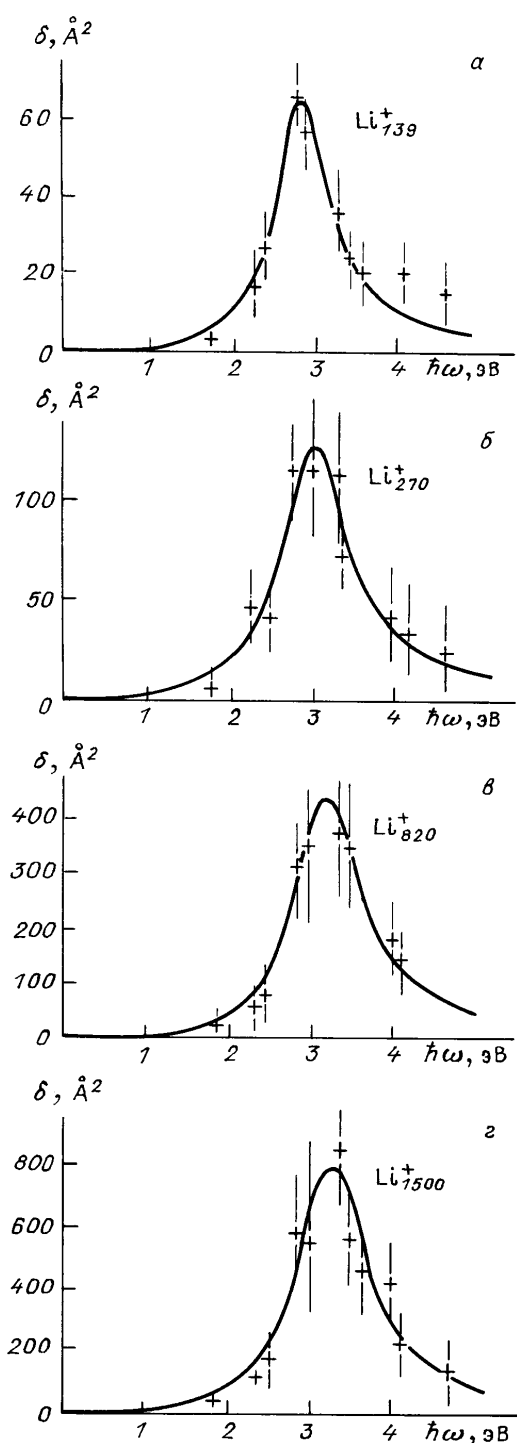 δ, Å² а
60
Li⁺₁₃₉
40
20
0
1 2 3 4 ħω, эВ
δ, Å² б
Li⁺₂₇₀
100
50
0
1 2 3 4 ħω, эВ
δ, Å² в
400
Li⁺₈₂₀
300
200
100
0
1 2 3 4 ħω, эВ
δ, Å² г
800
Li⁺₁₅₀₀
600
400
200
0
1 2 3 4 ħω, эВ